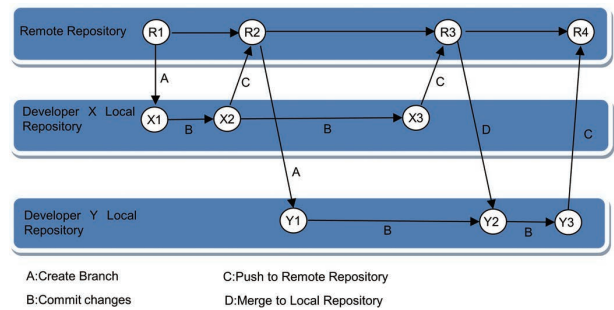 Remote Repository
R1
R2
R3
R4
A
C
C
Developer X Local
Repository
X1
B
X2
B
X3
D
C
A
Developer Y Local
Repository
Y1
B
Y2
B
Y3
A:Create Branch
C:Push to Remote Repository
B:Commit changes
D:Merge to Local Repository